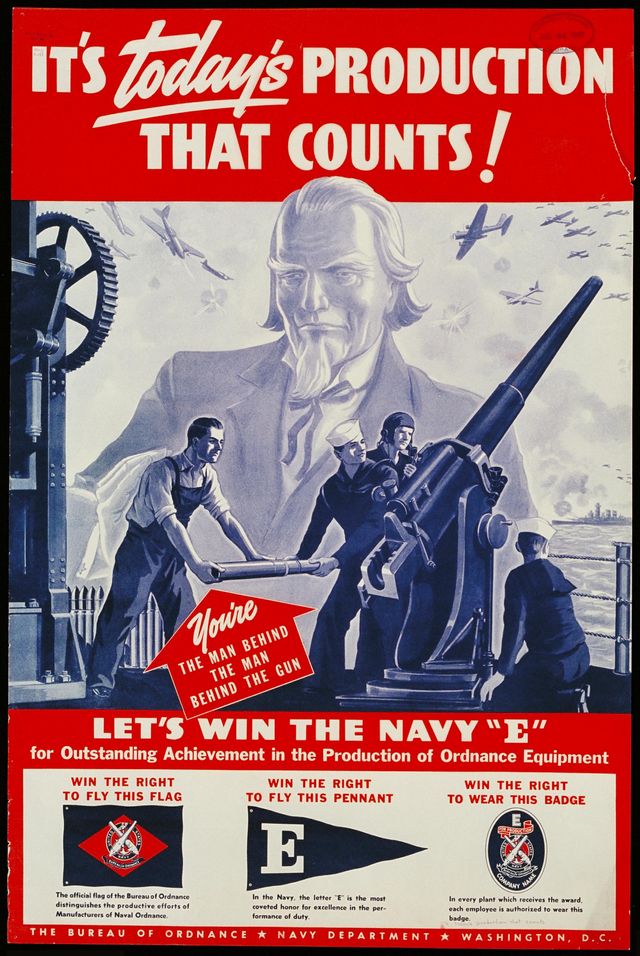 IT'S today's PRODUCTION
THAT COUNTS!
You're
THE MAN BEHIND
THE MAN
BEHIND THE GUN
LET'S WIN THE NAVY "E"
for Outstanding Achievement in the Production of Ordnance Equipment
WIN THE RIGHT
TO FLY THIS FLAG
The official flag of the Bureau of Ordnance
distinguishes the productive efforts of
Manufacturers of Naval Ordnance.
WIN THE RIGHT
TO FLY THIS PENNANT
E
In the Navy, the letter "E" is the most
coveted honor for excellence in the per-
formance of duty.
WIN THE RIGHT
TO WEAR THIS BADGE
E
FOR PRODUCTION
COMPANY NAME
In every plant which receives the award,
each employee is authorized to wear this
badge.
THE BUREAU OF ORDNANCE ★ NAVY DEPARTMENT ★ WASHINGTON, D.C.